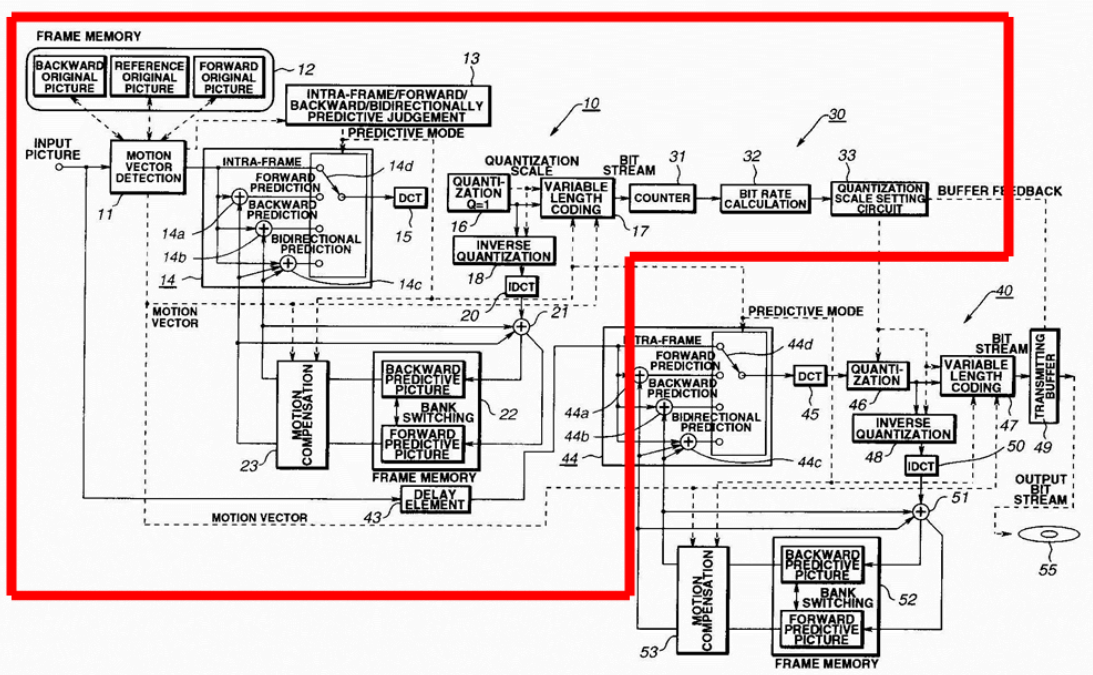 FRAME MEMORY
BACKWARD ORIGINAL PICTURE
REFERENCE ORIGINAL PICTURE
FORWARD ORIGINAL PICTURE
12
13
INTRA-FRAME/FORWARD/
BACKWARD/BIDIRECTIONALLY
PREDICTIVE JUDGEMENT
PREDICTIVE MODE
10
30
INPUT
PICTURE
MOTION
VECTOR
DETECTION
11
INTRA-FRAME
14d
FORWARD
PREDICTION
BACKWARD
PREDICTION
BIDIRECTIONAL
PREDICTION
14a
14b
14c
14
DCT
15
QUANTIZATION
SCALE
QUANTI-
ZATION
Q=1
16
VARIABLE
LENGTH
CODING
17
BIT
STREAM
31
COUNTER
32
BIT RATE
CALCULATION
33
QUANTIZATION
SCALE SETTING
CIRCUIT
BUFFER FEEDBACK
INVERSE
QUANTIZATION
18
IDCT
20
21
MOTION
VECTOR
MOTION
COMPENSATION
23
BACKWARD
PREDICTIVE
PICTURE
BANK
SWITCHING
22
FORWARD
PREDICTIVE
PICTURE
FRAME MEMORY
DELAY
ELEMENT
43
MOTION VECTOR
40
PREDICTIVE MODE
INTRA-FRAME
44d
FORWARD
PREDICTION
BACKWARD
PREDICTION
BIDIRECTIONAL
PREDICTION
44a
44b
44c
44
DCT
45
QUANTI-
ZATION
46
BIT
STREAM
VARIABLE
LENGTH
CODING
47
TRANSMITING
BUFFER
49
INVERSE
QUANTIZATION
48
IDCT
50
51
OUTPUT
BIT
STREAM
55
MOTION
COMPENSATION
53
BACKWARD
PREDICTIVE
PICTURE
BANK
SWITCHING
52
FORWARD
PREDICTIVE
PICTURE
FRAME MEMORY